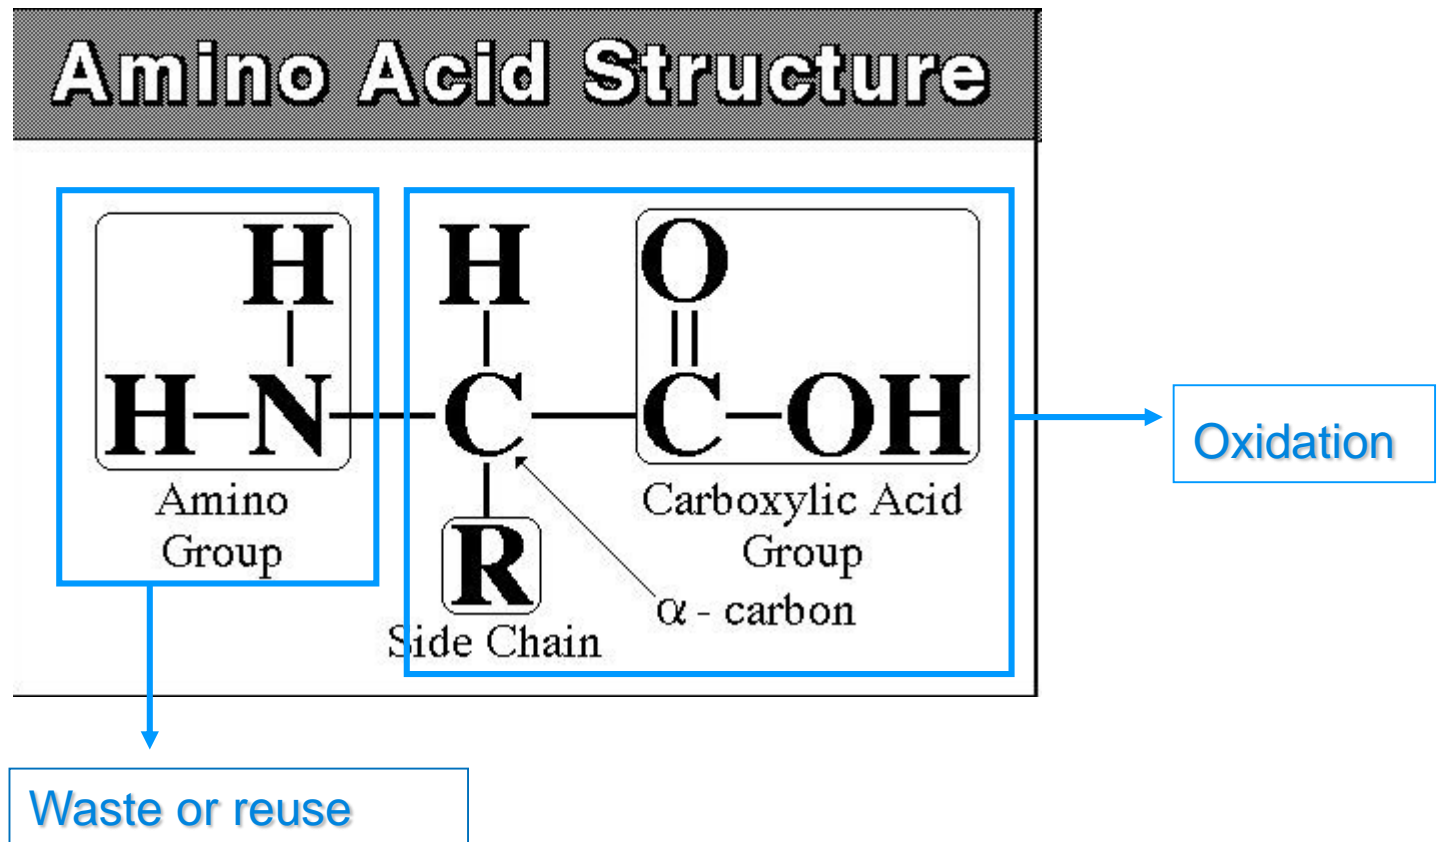 Amino Acid Structure
H H O
H–N C C–OH
Amino
Group
R
Side Chain
Carboxylic Acid
Group
α - carbon
Oxidation
Waste or reuse